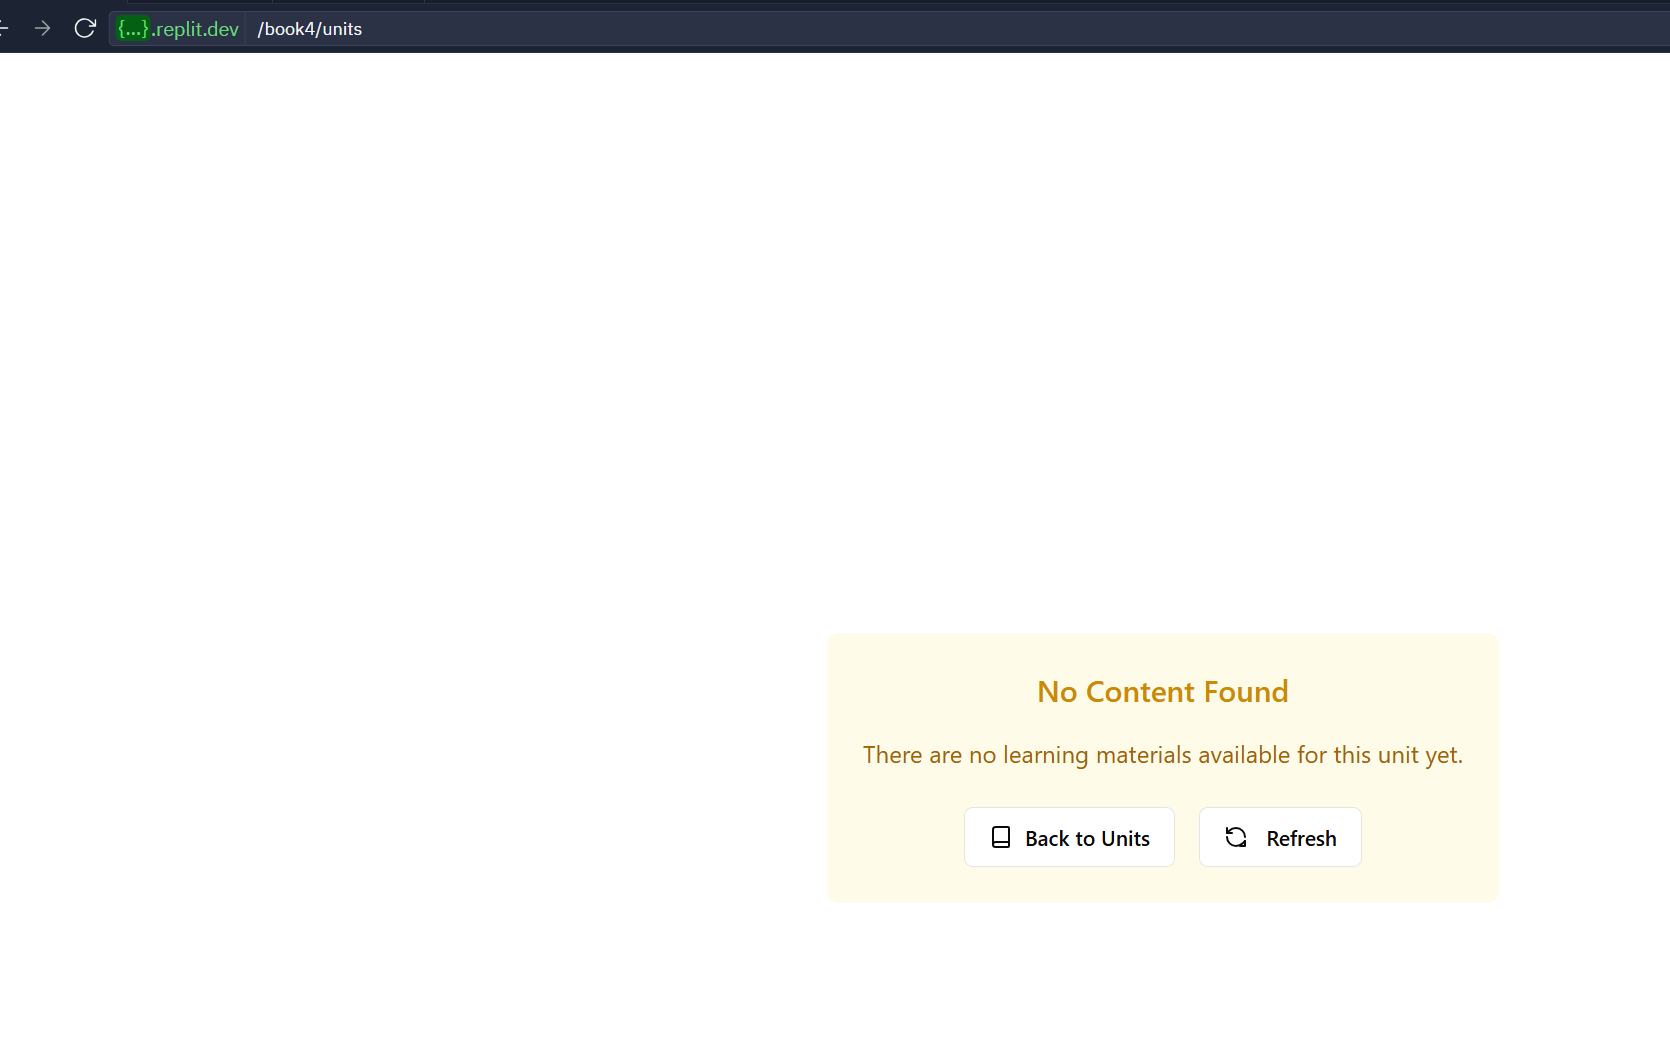 {...}.replit.dev /book4/units
No Content Found
There are no learning materials available for this unit yet.
Back to Units Refresh